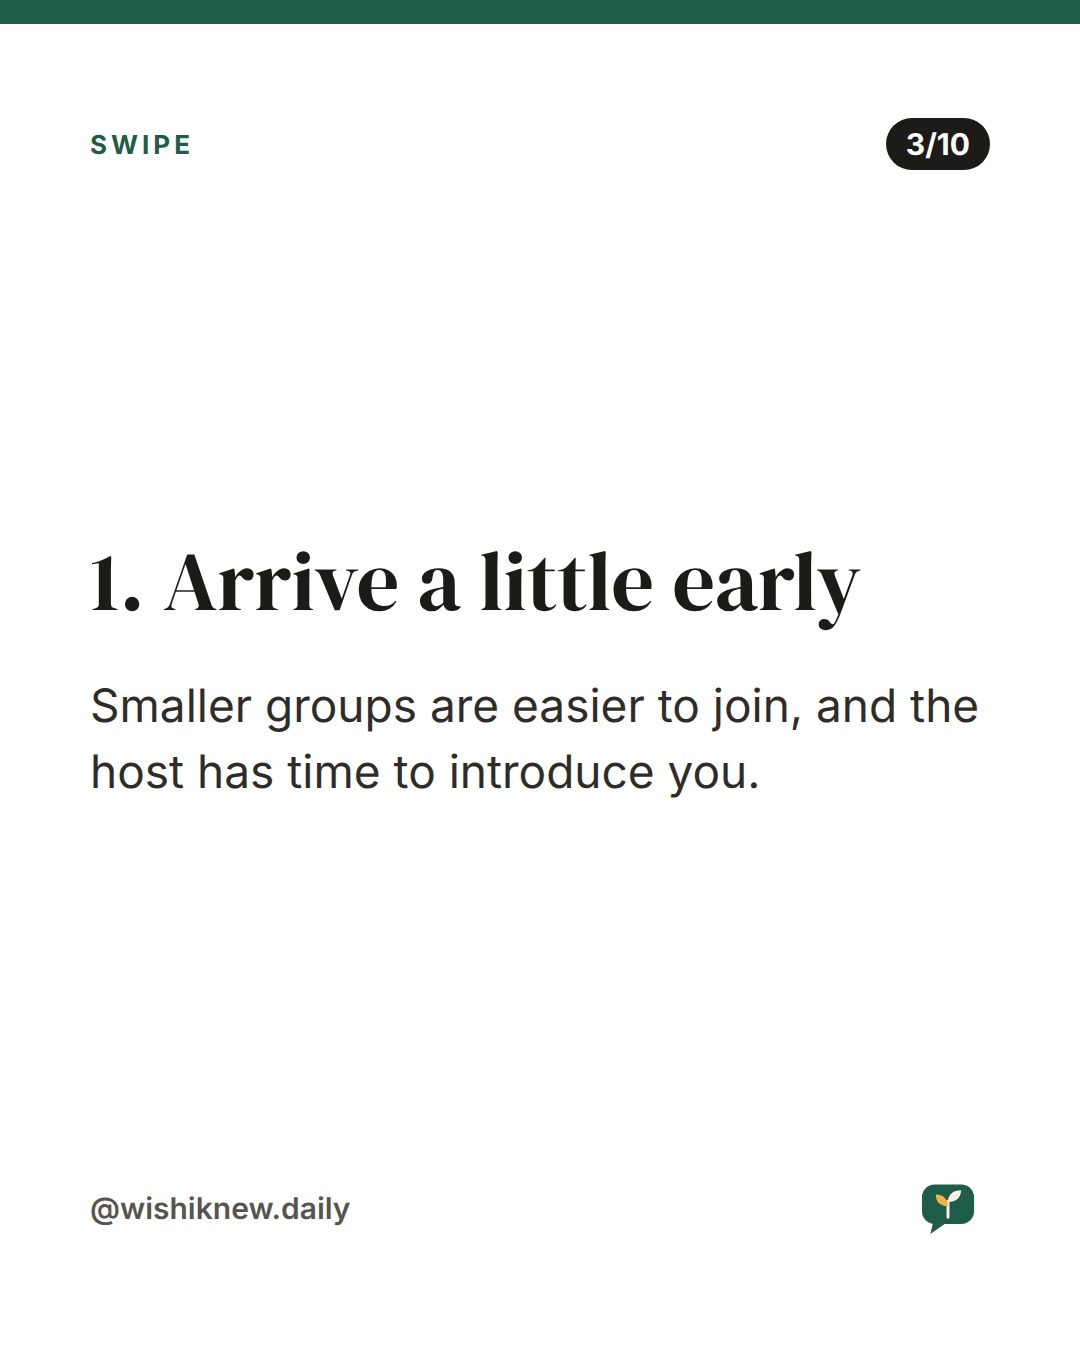 SWIPE
3/10
1. Arrive a little early
Smaller groups are easier to join, and the
host has time to introduce you.
@wishiknew.daily